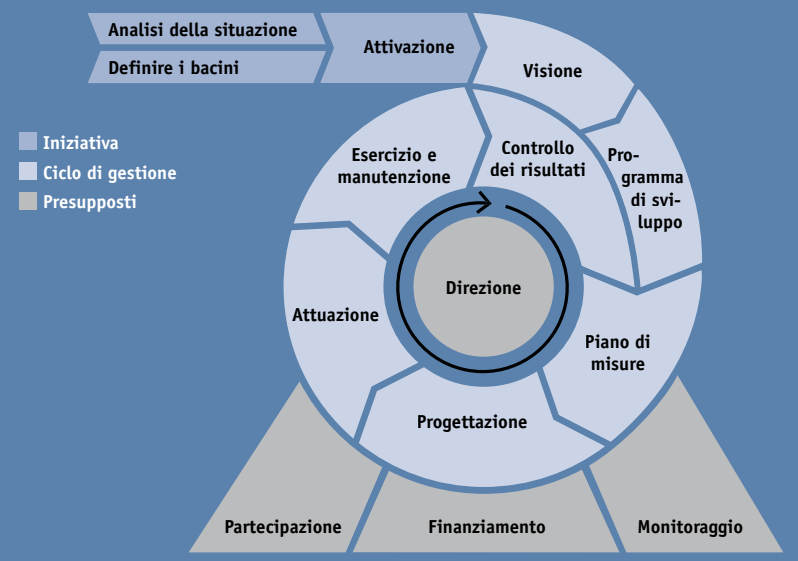 Analisi della situazione
Definire i bacini
Attivazione
Visione
Iniziativa
Ciclo di gestione
Presupposti
Esercizio e
manutenzione
Controllo
dei risultati
Pro-
gramma
di svi-
luppo
Attuazione
Direzione
Piano di
misure
Progettazione
Partecipazione
Finanziamento
Monitoraggio